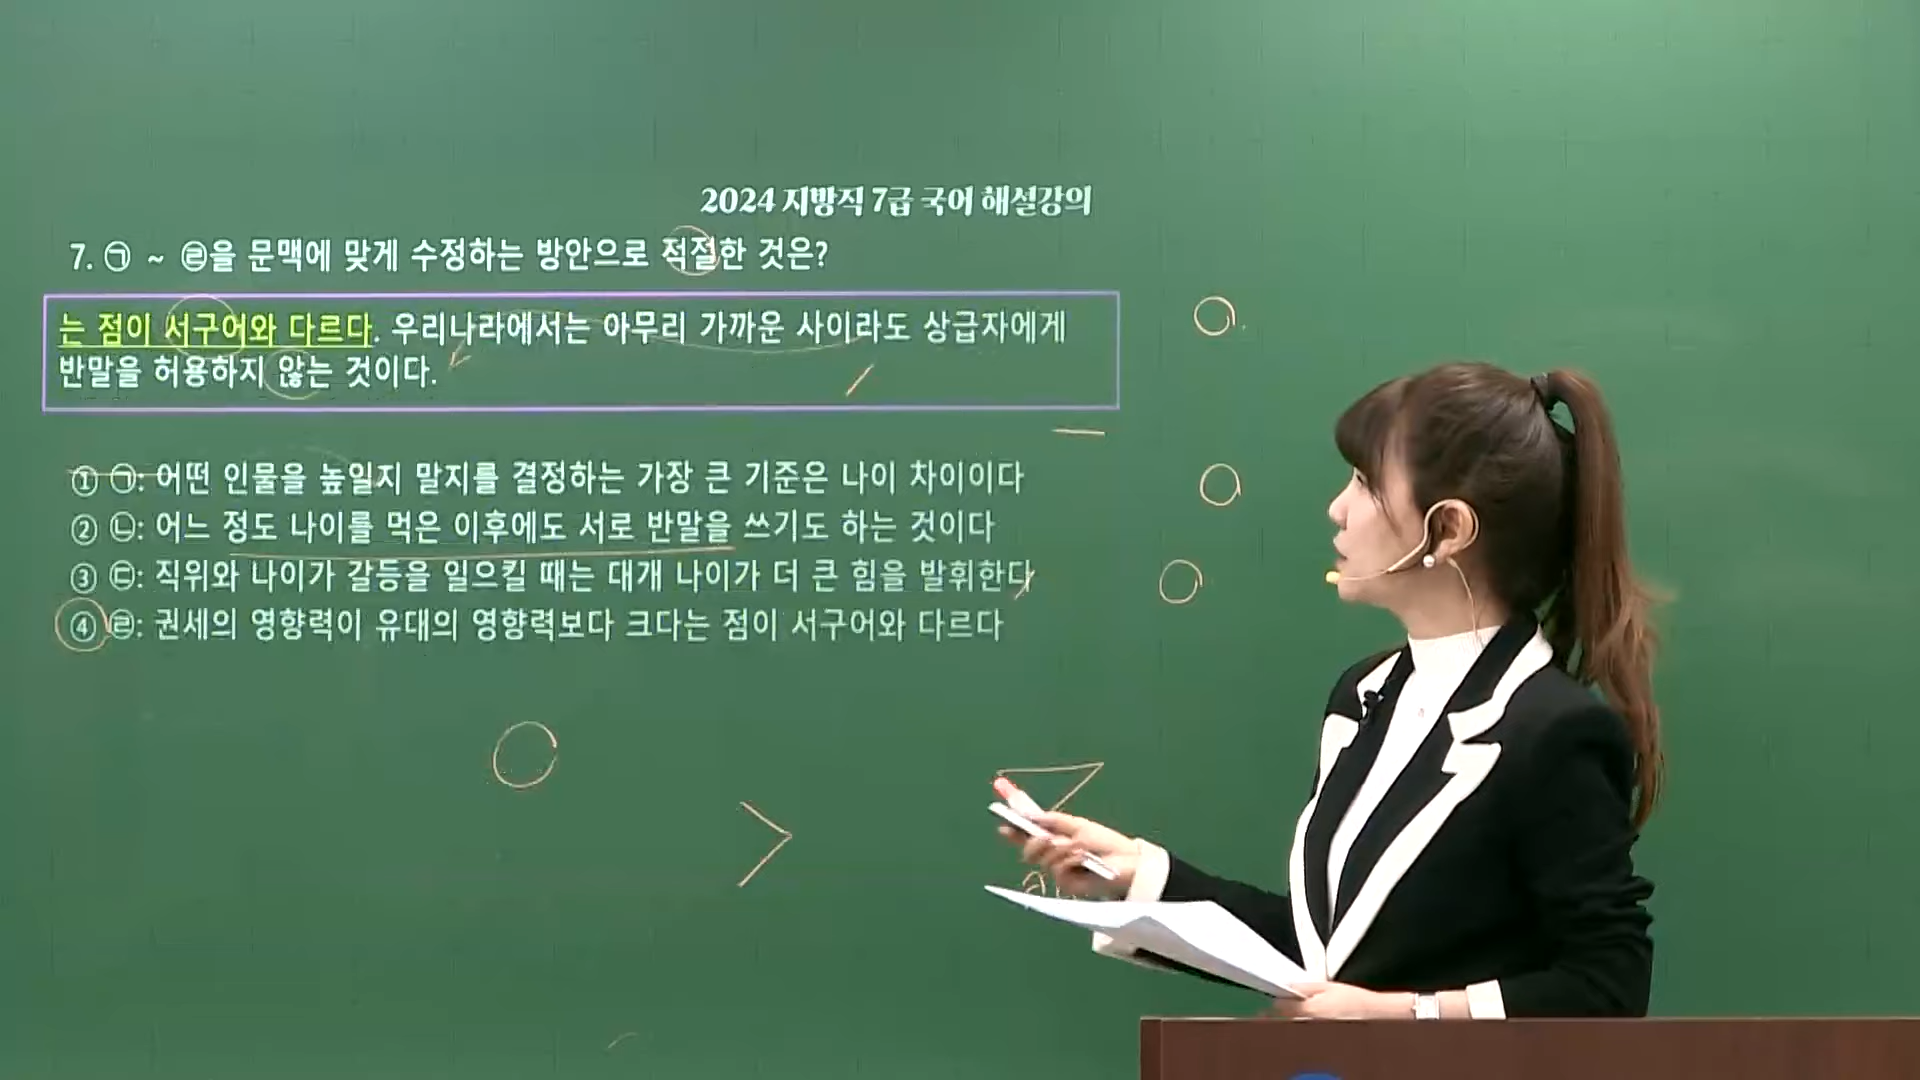 2024 지방직 7급 국어 해설강의
7. ㉠ ~ ㉣을 문맥에 맞게 수정하는 방안으로 적절한 것은?
는 점이 서구어와 다르다. 우리나라에서는 아무리 가까운 사이라도 상급자에게
반말을 허용하지 않는 것이다.
① ㉠: 어떤 인물을 높일지 말지를 결정하는 가장 큰 기준은 나이 차이이다
② ㉡: 어느 정도 나이를 먹은 이후에도 서로 반말을 쓰기도 하는 것이다
③ ㉢: 직위와 나이가 갈등을 일으킬 때는 대개 나이가 더 큰 힘을 발휘한다
④ ㉣: 권세의 영향력이 유대의 영향력보다 크다는 점이 서구어와 다르다